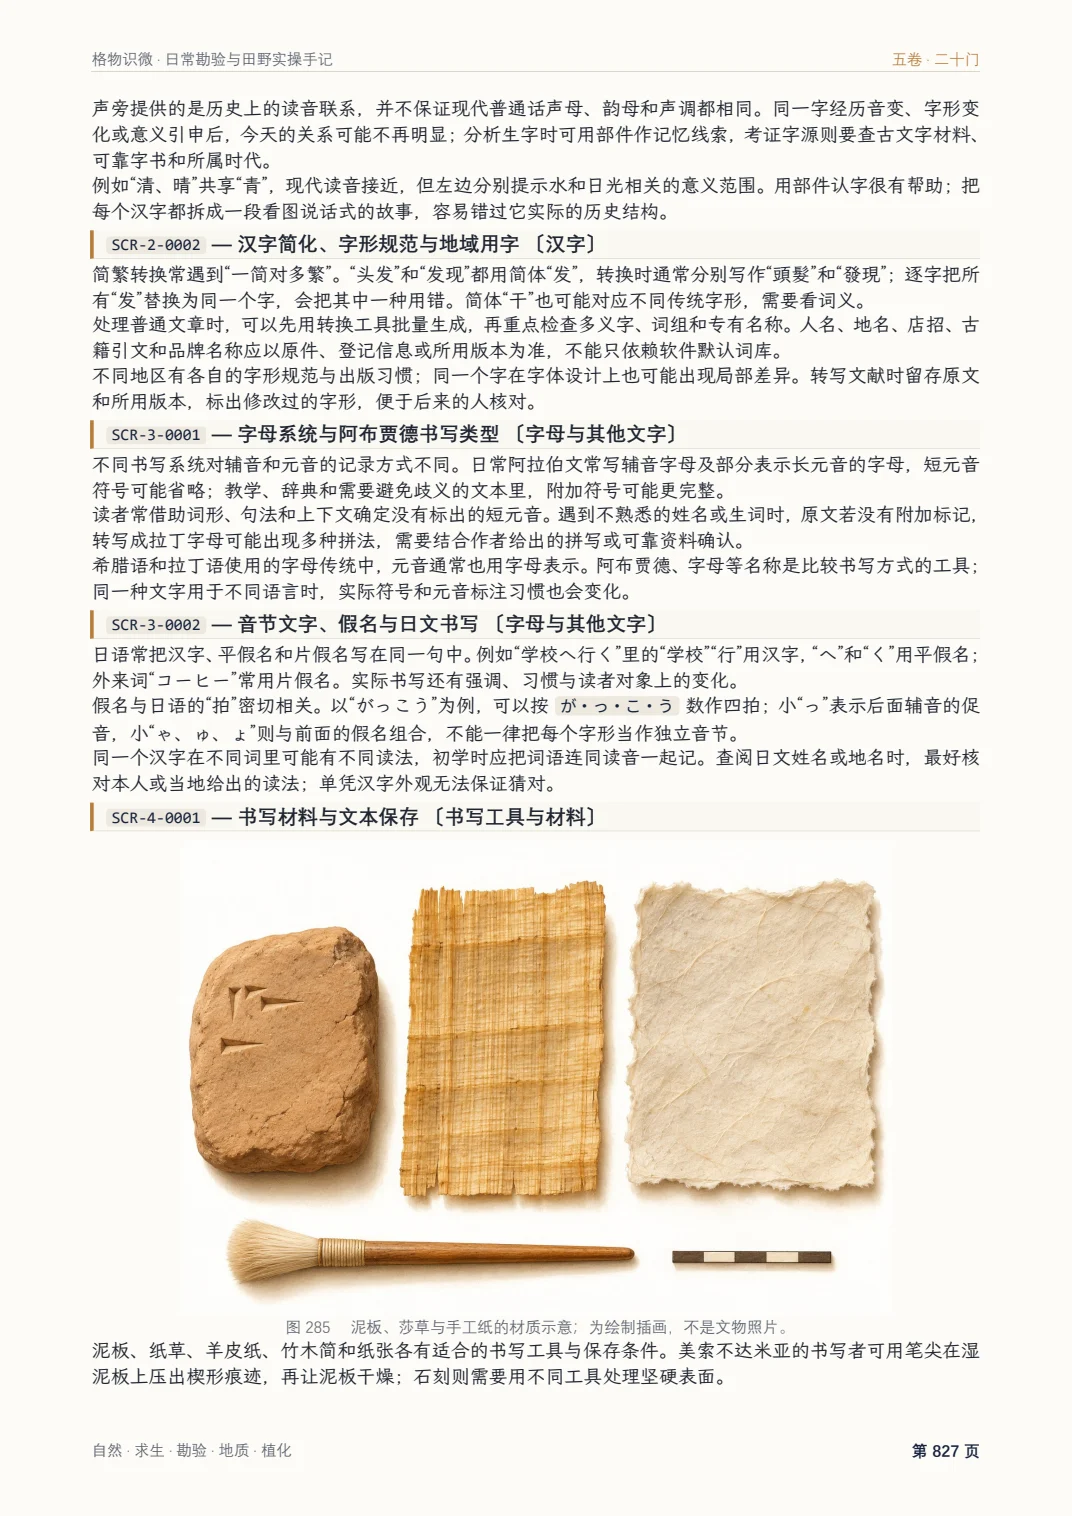 格物识微 · 日常勘验与田野实操手记
五卷 · 二十门
声旁提供的是历史上的读音联系，并不保证现代普通话声母、韵母和声调都相同。同一字经历音变、字形变
化或意义引申后，今天的关系可能不再明显；分析生字时可用部件作记忆线索，考证字源则要查古文字材料、
可靠字书和所属时代。
例如“清、晴”共享“青”，现代读音接近，但左边分别提示水和日光相关的意义范围。用部件认字很有帮助；把
每个汉字都拆成一段看图说话式的故事，容易错过它实际的历史结构。
SCR-2-0002 — 汉字简化、字形规范与地域用字 〔汉字〕
简繁转换常遇到“一简对多繁”。“头发”和“发现”都用简体“发”，转换时通常分别写作“頭髮”和“發現”；逐字把所
有“发”替换为同一个字，会把其中一种用错。简体“干”也可能对应不同传统字形，需要看词义。
处理普通文章时，可以先用转换工具批量生成，再重点检查多义字、词组和专有名称。人名、地名、店招、古
籍引文和品牌名称应以原件、登记信息或所用版本为准，不能只依赖软件默认词库。
不同地区有各自的字形规范与出版习惯；同一个字在字体设计上也可能出现局部差异。转写文献时留存原文
和所用版本，标出修改过的字形，便于后来的人核对。
SCR-3-0001 — 字母系统与阿布贾德书写类型 〔字母与其他文字〕
不同书写系统对辅音和元音的记录方式不同。日常阿拉伯文常写辅音字母及部分表示长元音的字母，短元音
符号可能省略；教学、辞典和需要避免歧义的文本里，附加符号可能更完整。
读者常借助词形、句法和上下文确定没有标出的短元音。遇到不熟悉的姓名或生词时，原文若没有附加标记，
转写成拉丁字母可能出现多种拼法，需要结合作者给出的拼写或可靠资料确认。
希腊语和拉丁语使用的字母传统中，元音通常也用字母表示。阿布贾德、字母等名称是比较书写方式的工具；
同一种文字用于不同语言时，实际符号和元音标注习惯也会变化。
SCR-3-0002 — 音节文字、假名与日文书写 〔字母与其他文字〕
日语常把汉字、平假名和片假名写在同一句中。例如“学校へ行く”里的“学校”“行”用汉字，“へ”和“く”用平假名；
外来词“コーヒー”常用片假名。实际书写还有强调、习惯与读者对象上的变化。
假名与日语的“拍”密切相关。以“がっこう”为例，可以按 が・っ・こ・う 数作四拍；小“っ”表示后面辅音的促
音，小“ゃ、ゅ、ょ”则与前面的假名组合，不能一律把每个字形当作独立音节。
同一个汉字在不同词里可能有不同读法，初学时应把词语连同读音一起记。查阅日文姓名或地名时，最好核
对本人或当地给出的读法；单凭汉字外观无法保证猜对。
SCR-4-0001 — 书写材料与文本保存 〔书写工具与材料〕
图 285 泥板、莎草与手工纸的材质示意；为绘制插画，不是文物照片。
泥板、纸草、羊皮纸、竹木简和纸张各有适合的书写工具与保存条件。美索不达米亚的书写者可用笔尖在湿
泥板上压出楔形痕迹，再让泥板干燥；石刻则需要用不同工具处理坚硬表面。
自然 · 求生 · 勘验 · 地质 · 植化
第 827 页